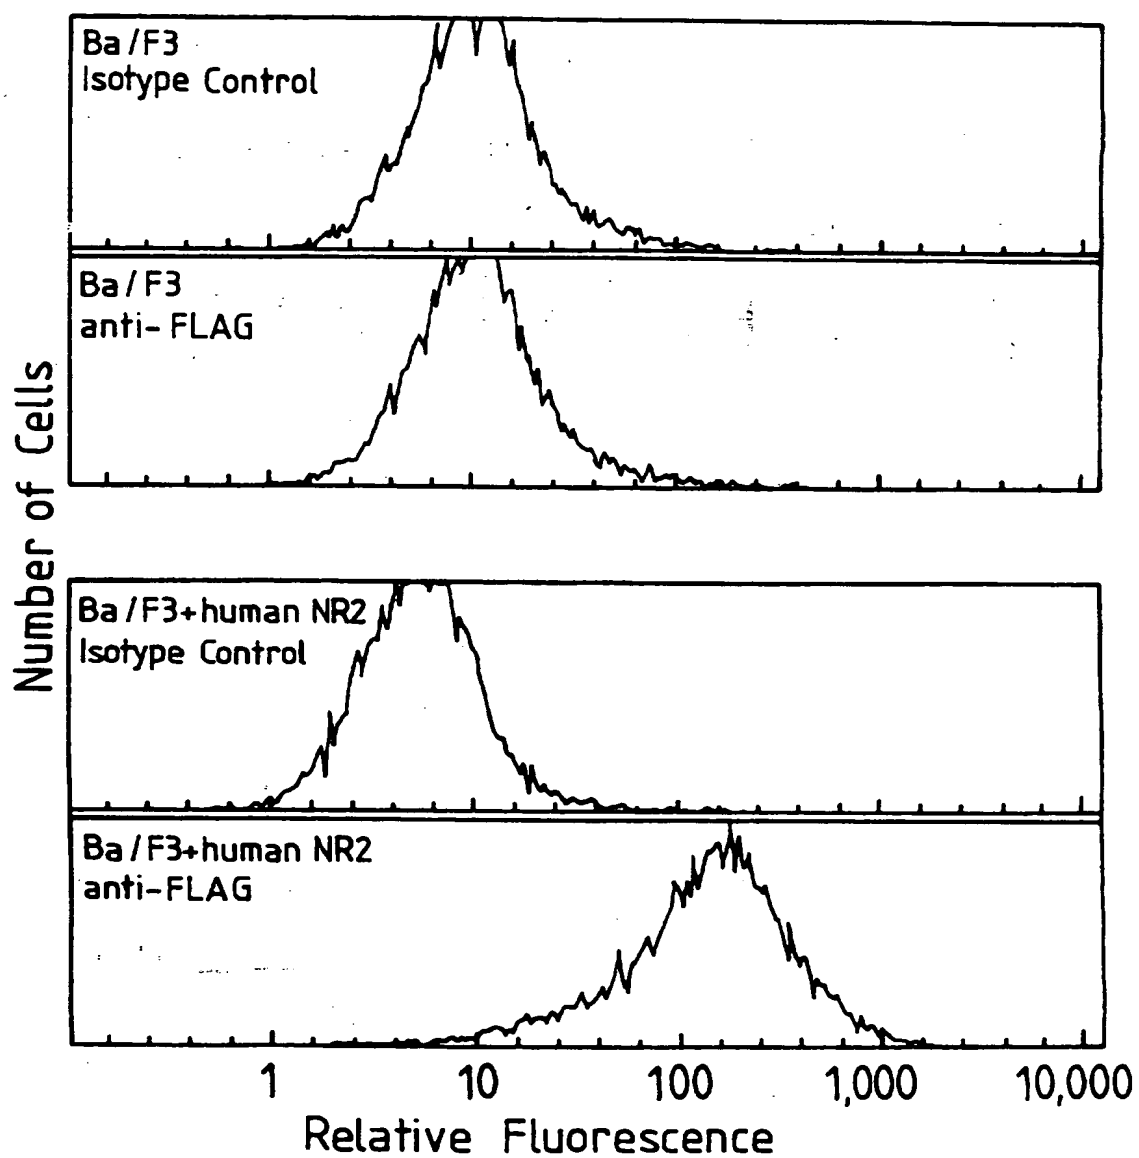 Ba/F3
Isotype Control
Ba/F3
anti-FLAG
Number of Cells
Ba/F3+human NR2
Isotype Control
Ba/F3+human NR2
anti-FLAG
1 10 100 1,000 10,000
Relative Fluorescence